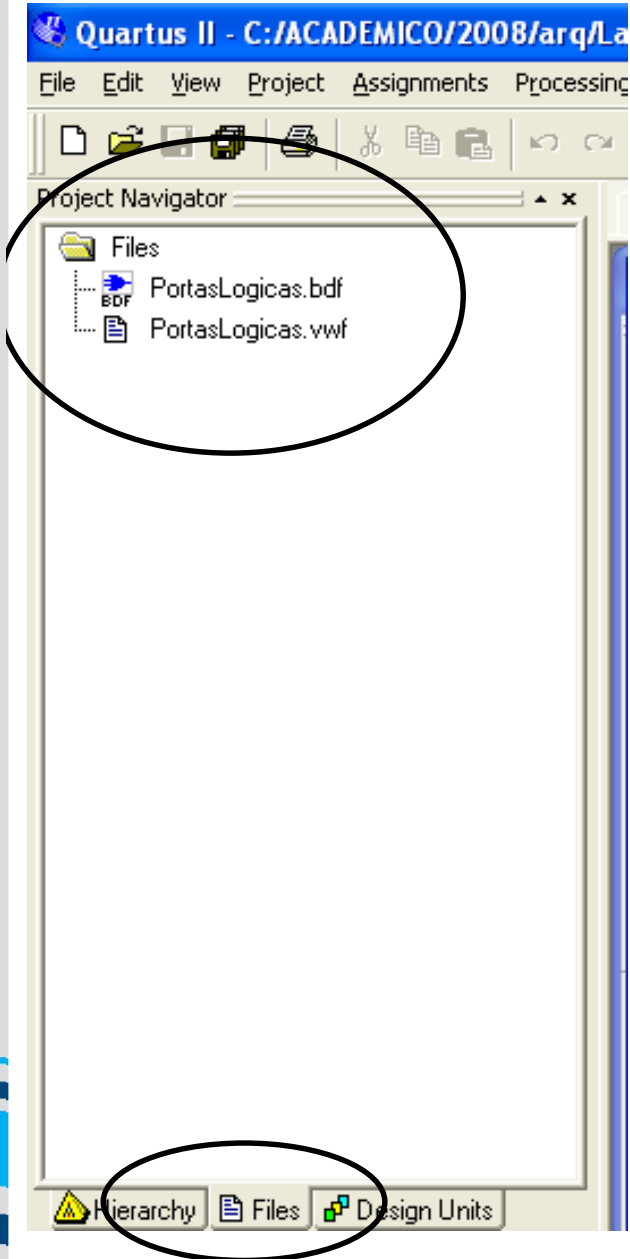 Quartus II - C:/ACADEMICO/2008/arq/La
File Edit View Project Assignments Processing
Project Navigator
Files
BDF PortasLogicas.bdf
PortasLogicas.vwf
Hierarchy Files Design Units